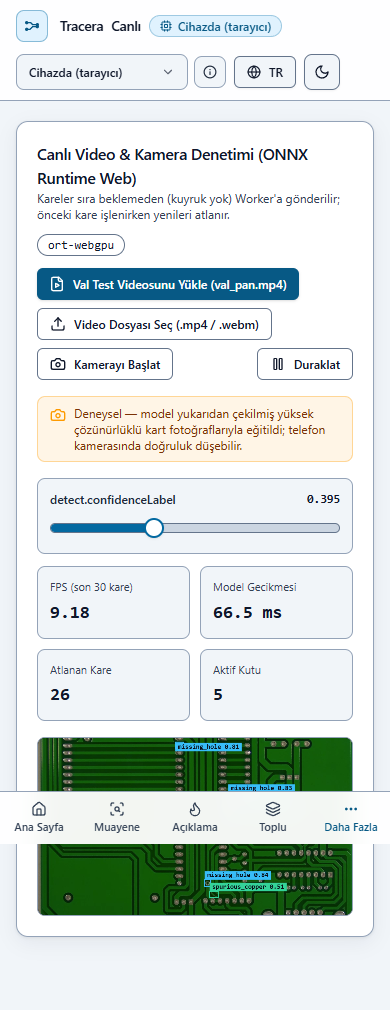 Tracera Canlı
Cihazda (tarayıcı)
Cihazda (tarayıcı)
TR
Canlı Video & Kamera Denetimi (ONNX
Runtime Web)
Kareler sıra beklemeden (kuyruk yok) Worker'a gönderilir;
önceki kare işlenirken yenileri atlanır.
ort-webgpu
Val Test Videosunu Yükle (val_pan.mp4)
Video Dosyası Seç (.mp4 / .webm)
Kamerayı Başlat
Duraklat
Deneysel — model yukarıdan çekilmiş yüksek
çözünürlüklü kart fotoğraflarıyla eğitildi; telefon
kamerasında doğruluk düşebilir.
detect.confidenceLabel
0.395
FPS (son 30 kare)
9.18
Model Gecikmesi
66.5 ms
Atlanan Kare
26
Aktif Kutu
5
missing_hole 0.81
missing_hole 0.83
Ana Sayfa
Muayene
Açıklama
Toplu
Daha Fazla
missing_hole 0.84
spurious_copper 0.51